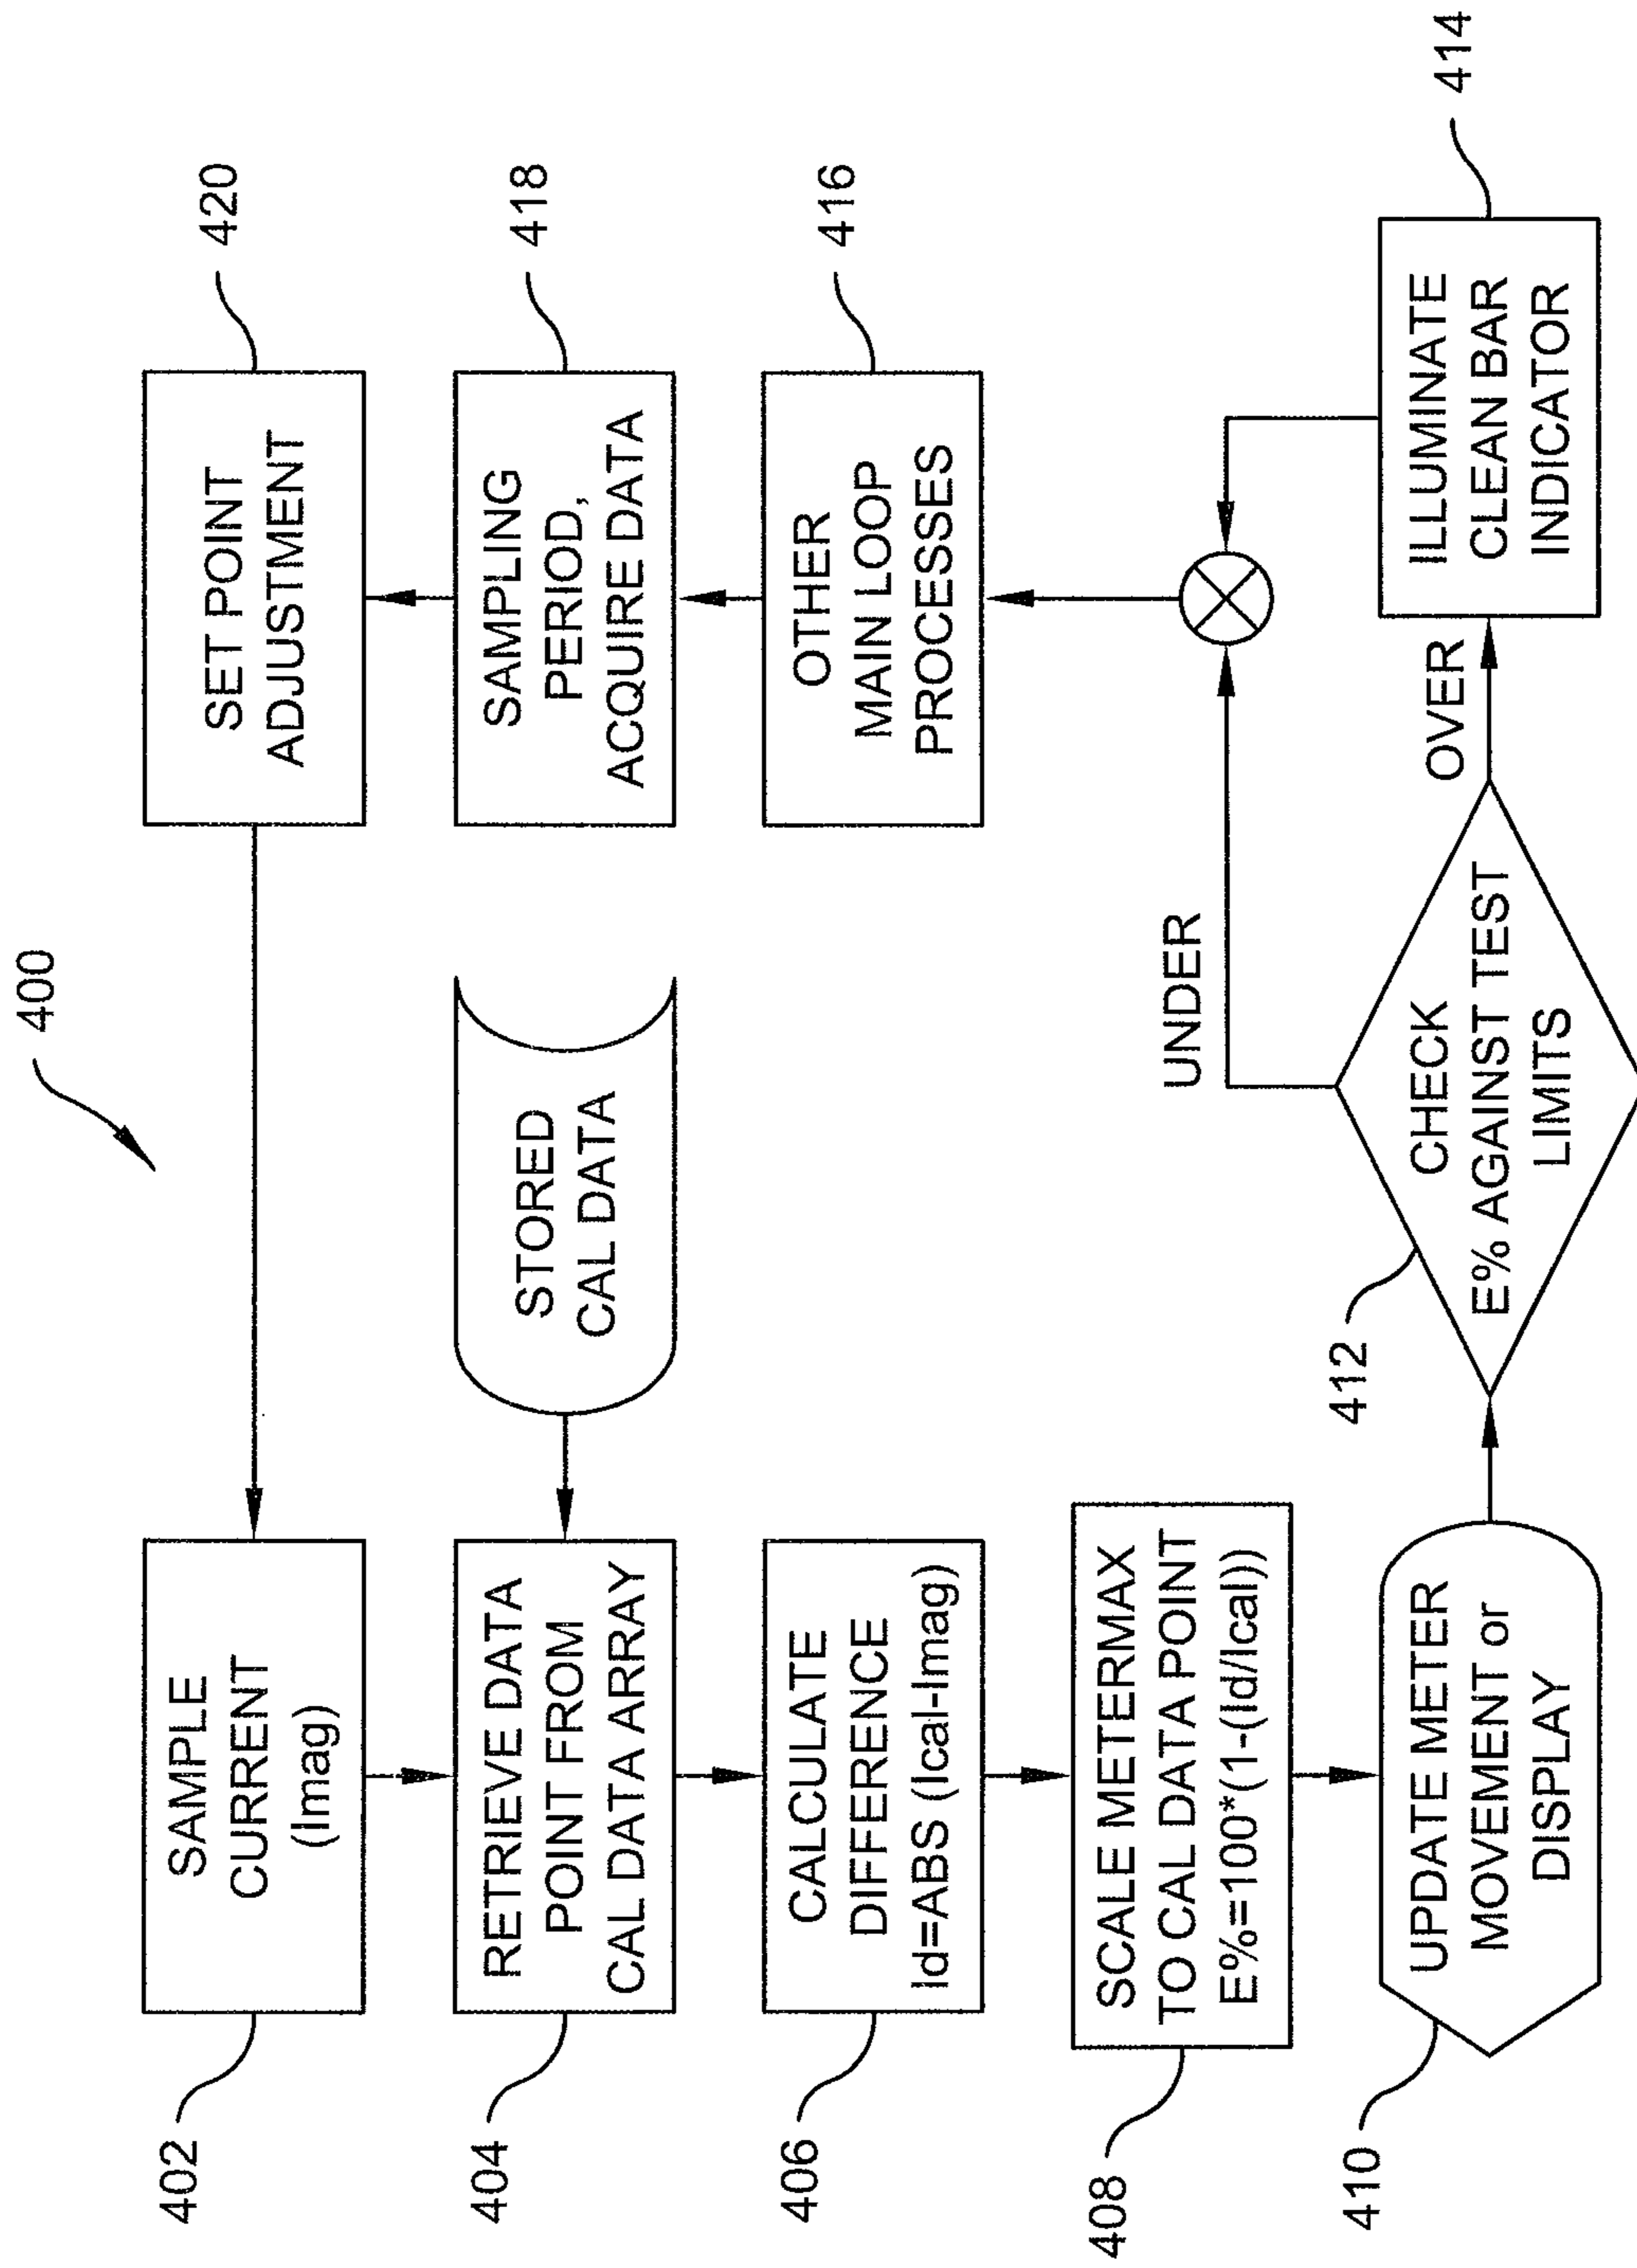 400
402
SAMPLE
CURRENT
(Imag)
404
RETRIEVE DATA
POINT FROM
CAL DATA ARRAY
STORED
CAL DATA
406
CALCULATE
DIFFERENCE
Id=ABS (Ical-Imag)
408
SCALE METERMAX
TO CAL DATA POINT
E%=100*(1-(Id/Ical))
410
UPDATE METER
MOVEMENT or
DISPLAY
412
CHECK
E% AGAINST TEST
LIMITS
UNDER
OVER
414
ILLUMINATE
CLEAN BAR
INDICATOR
416
OTHER
MAIN LOOP
PROCESSES
418
SAMPLING
PERIOD,
ACQUIRE DATA
420
SET POINT
ADJUSTMENT